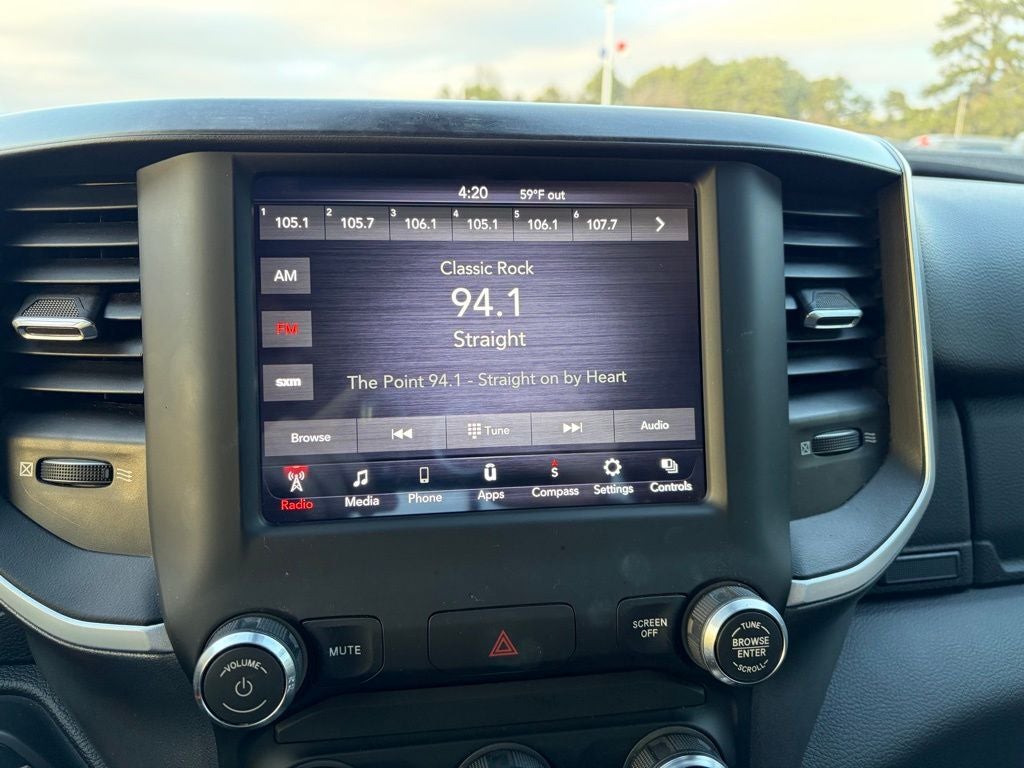 4:20 59°F out
1 105.1 2 105.7 3 106.1 4 105.1 5 106.1 6 107.7
AM
FM
sxm
Classic Rock
94.1
Straight
The Point 94.1 - Straight on by Heart
Browse Tune Audio
Radio Media Phone Apps S Compass Settings Controls
VOLUME
MUTE
SCREEN
OFF
TUNE
BROWSE
ENTER
SCROLL